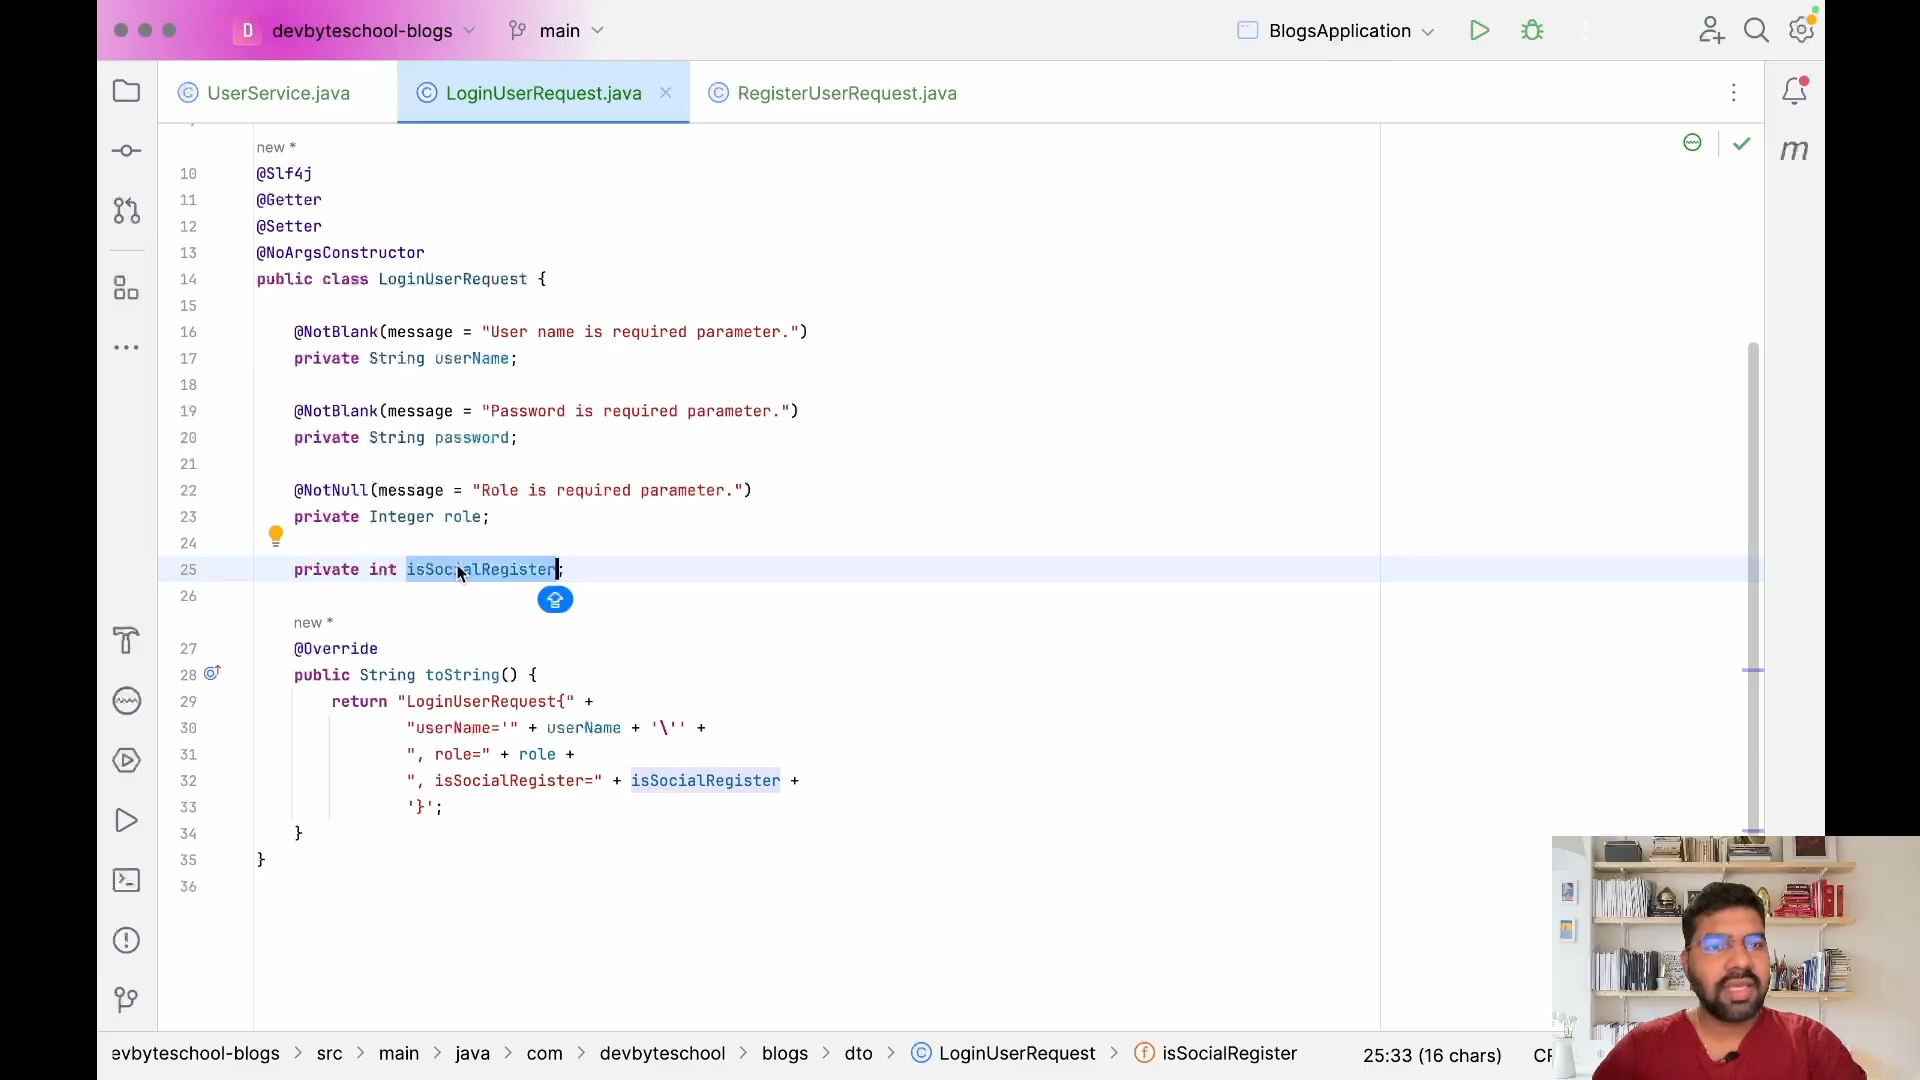 D devbyteschool-blogs main BlogsApplication
UserService.java LoginUserRequest.java RegisterUserRequest.java
new *
10 @Slf4j
11 @Getter
12 @Setter
13 @NoArgsConstructor
14 public class LoginUserRequest {
15
16 @NotBlank(message = "User name is required parameter.")
17 private String userName;
18
19 @NotBlank(message = "Password is required parameter.")
20 private String password;
21
22 @NotNull(message = "Role is required parameter.")
23 private Integer role;
24
25 private int isSocialRegister;
26
new *
27 @Override
28 public String toString() {
29 return "LoginUserRequest{" +
30 "userName='" + userName + '\'' +
31 ", role=" + role +
32 ", isSocialRegister=" + isSocialRegister +
33 '}';
34 }
35 }
36
evbyteschool-blogs > src > main > java > com > devbyteschool > blogs > dto > LoginUserRequest > isSocialRegister 25:33 (16 chars)